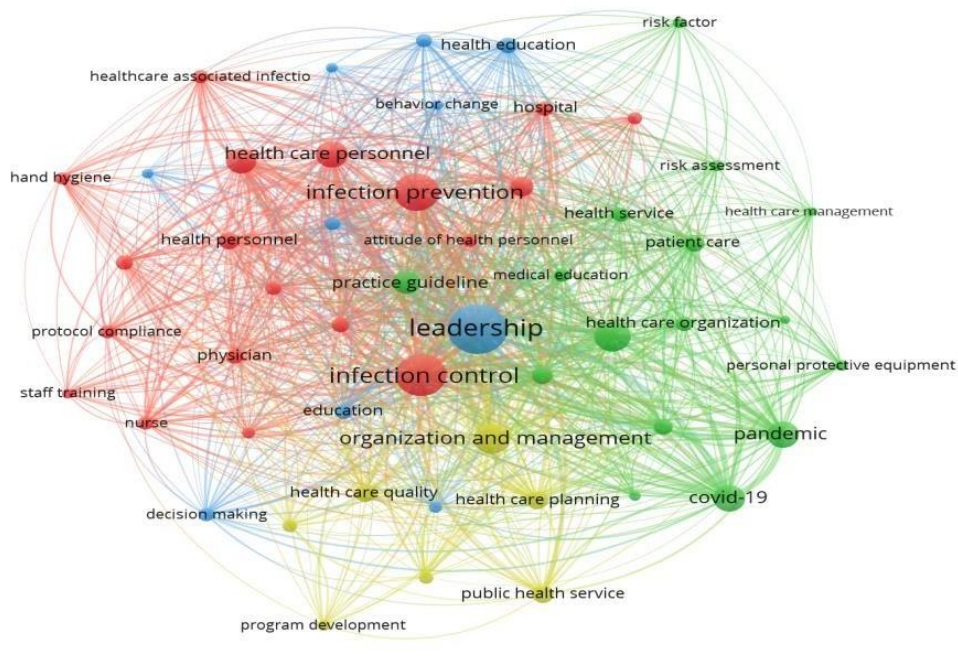 risk factor
health education
healthcare associated infectio
behavior change
hospital
health care personnel
risk assessment
hand hygiene
infection prevention
health service
health care management
health personnel
attitude of health personnel
patient care
practice guideline
medical education
leadership
health care organization
protocol compliance
physician
personal protective equipment
infection control
staff training
education
nurse
organization and management
pandemic
health care quality
health care planning
covid-19
decision making
public health service
program development